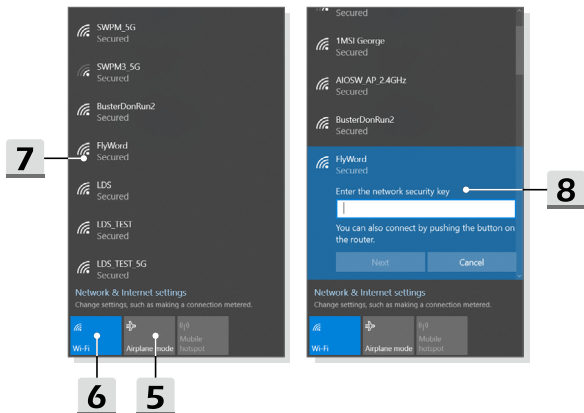 SWPM_5G
Secured
SWPM3_5G
Secured
BusterDonRun2
Secured
FlyWord
Secured
LDS
Secured
LDS_TEST
Secured
LDS_TEST_5G
Secured
Network & Internet settings
Change settings, such as making a connection metered.
Wi-Fi
Airplane mode
Mobile
hotspot
7
6
5
Secured
1MSI George
Secured
AIOSW_AP_2.4GHz
Secured
BusterDonRun2
Secured
FlyWord
Secured
Enter the network security key
You can also connect by pushing the button on
the router.
Next
Cancel
Network & Internet settings
Change settings, such as making a connection metered.
Wi-Fi
Airplane mode
Mobile
hotspot
8